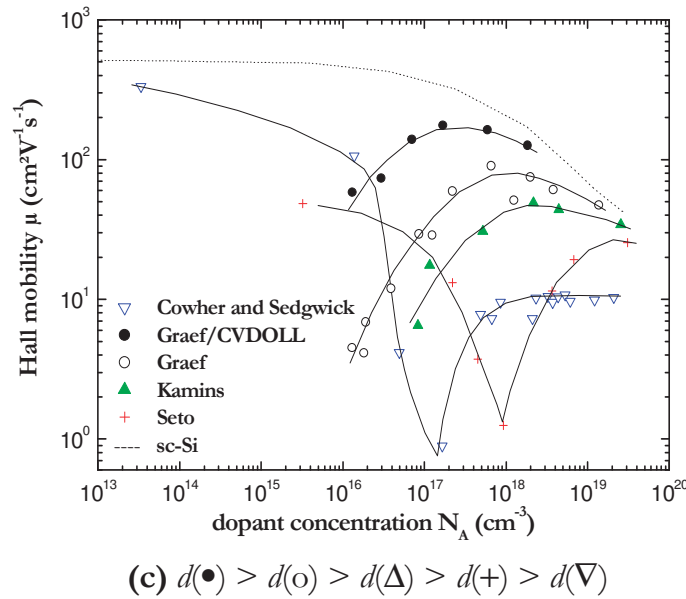 10³
10²
10¹
10⁰
Hall mobility µ (cm²V⁻¹s⁻¹)
Cowher and Sedgwick
Graef/CVDOLL
Graef
Kamins
Seto
sc-Si
10¹³ 10¹⁴ 10¹⁵ 10¹⁶ 10¹⁷ 10¹⁸ 10¹⁹ 10²⁰
dopant concentration N_A (cm⁻³)
(c) d(●) > d(o) > d(Δ) > d(+) > d(∇)